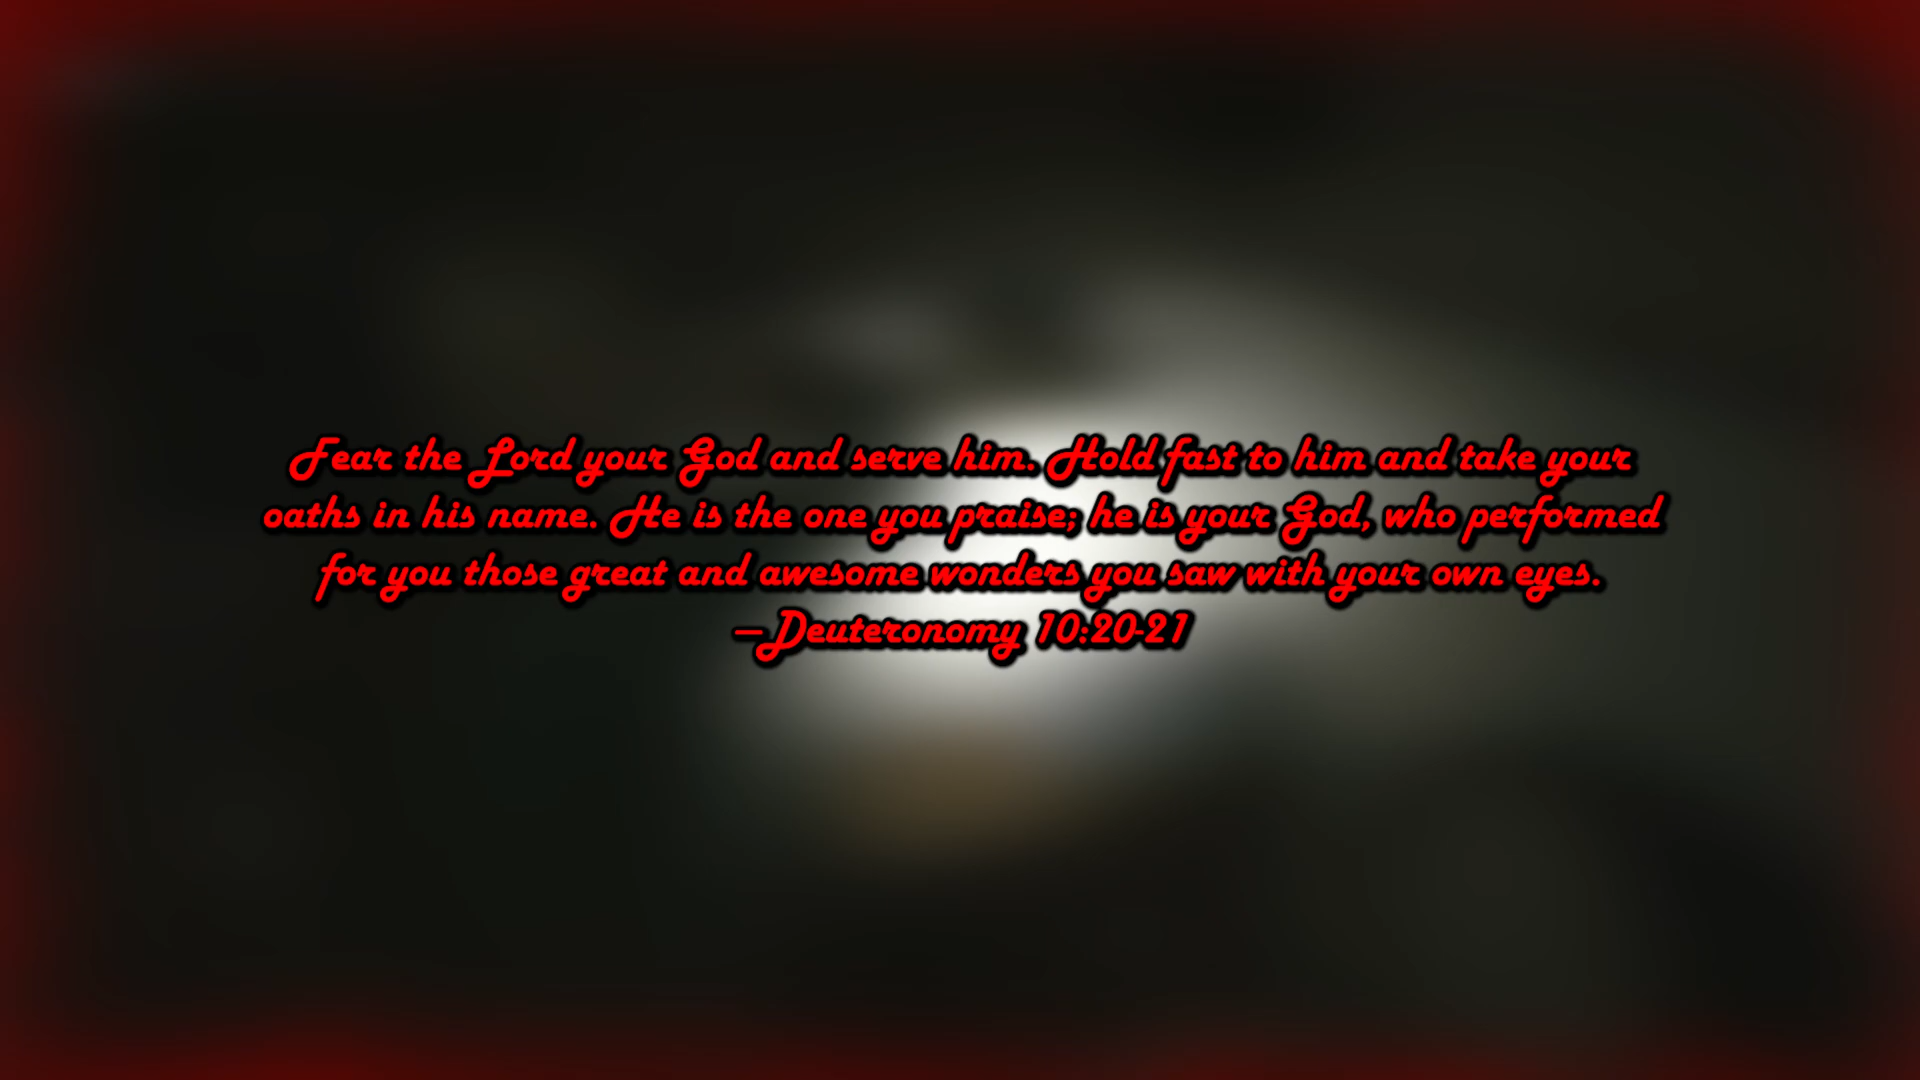 Fear the Lord your God and serve him. Hold fast to him and take your
oaths in his name. He is the one you praise; he is your God, who performed
for you those great and awesome wonders you saw with your own eyes.
—Deuteronomy 10:20-21